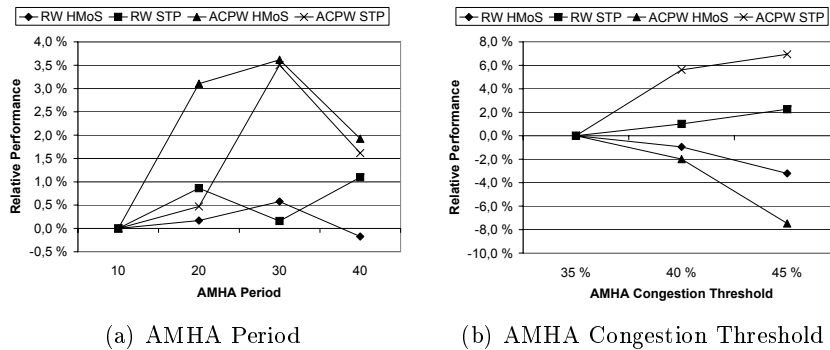 RW HMoS RW STP ACPW HMoS ACPW STP
4,0 %
3,5 %
3,0 %
2,5 %
2,0 %
1,5 %
1,0 %
0,5 %
0,0 %
-0,5 %
Relative Performance
10 20 30 40
AMHA Period
(a) AMHA Period
RW HMoS RW STP ACPW HMoS ACPW STP
8,0 %
6,0 %
4,0 %
2,0 %
0,0 %
-2,0 %
-4,0 %
-6,0 %
-8,0 %
-10,0 %
Relative Performance
35 % 40 % 45 %
AMHA Congestion Threshold
(b) AMHA Congestion Threshold